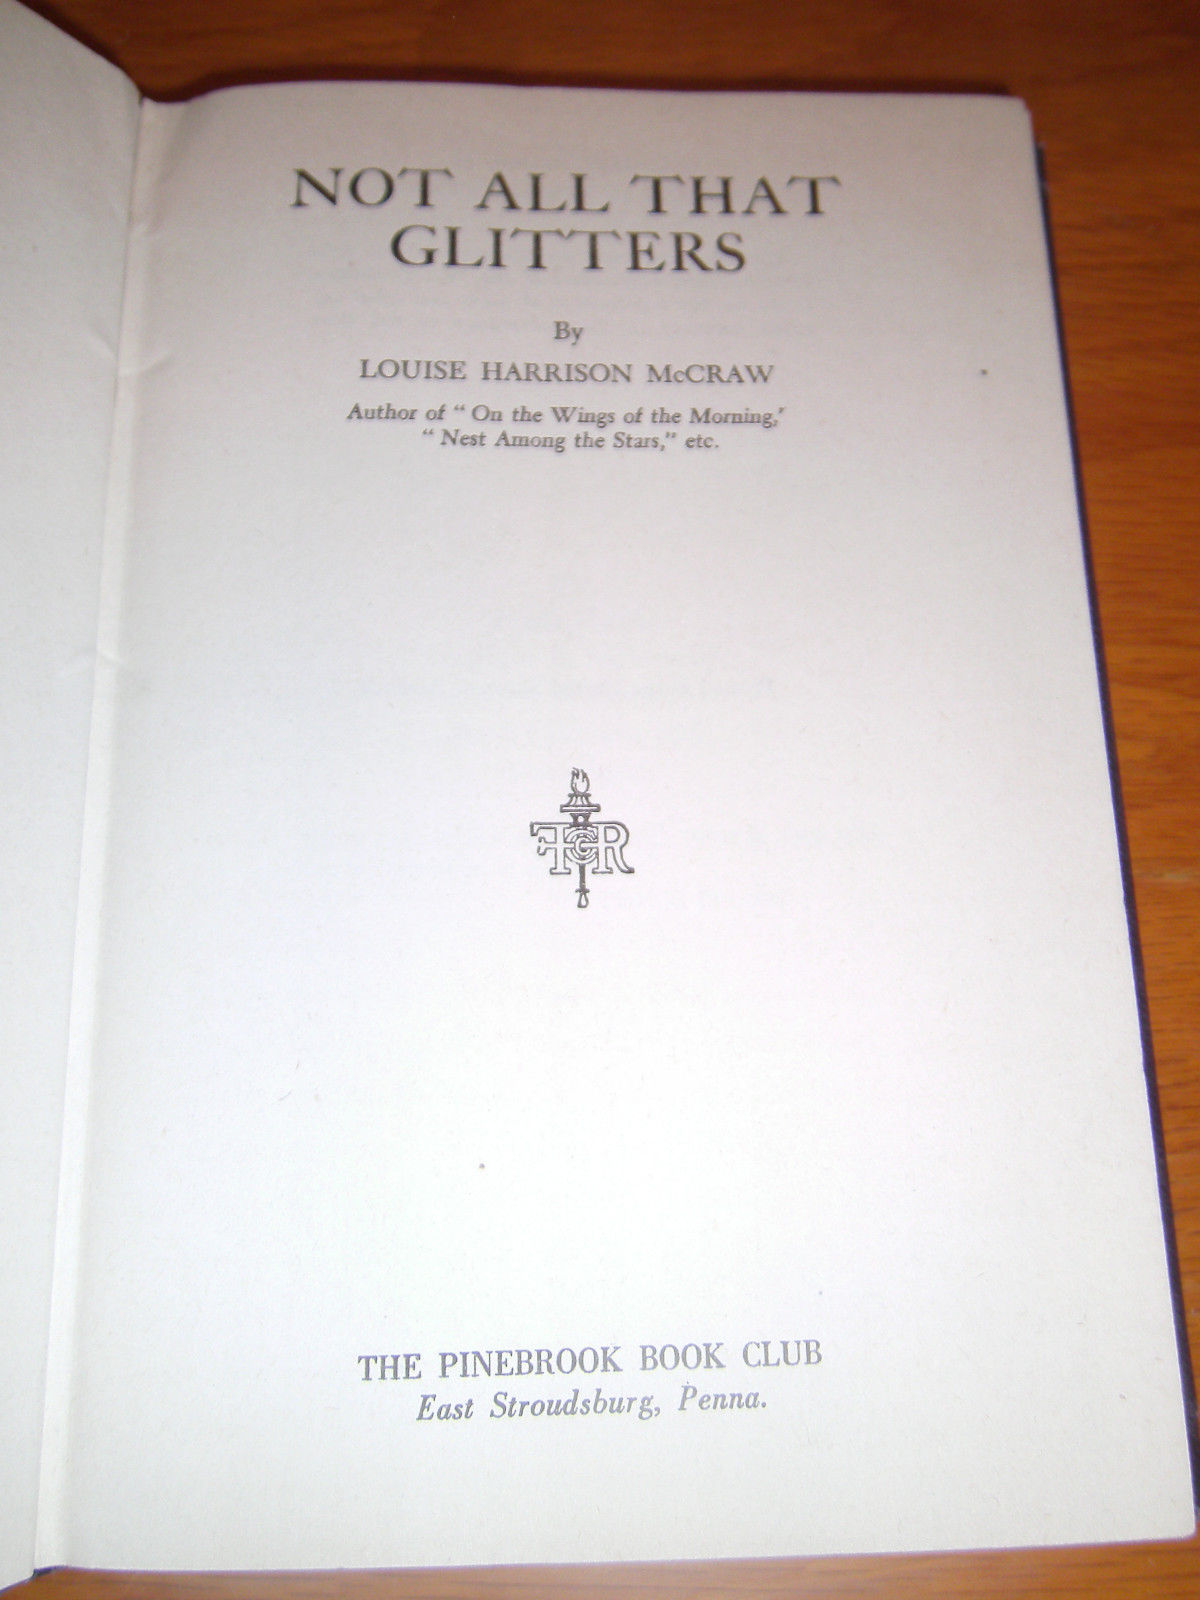 NOT ALL THAT
GLITTERS
By
LOUISE HARRISON McCRAW
Author of " On the Wings of the Morning,'
" Nest Among the Stars," etc.
FCGR
THE PINEBROOK BOOK CLUB
East Stroudsburg, Penna.